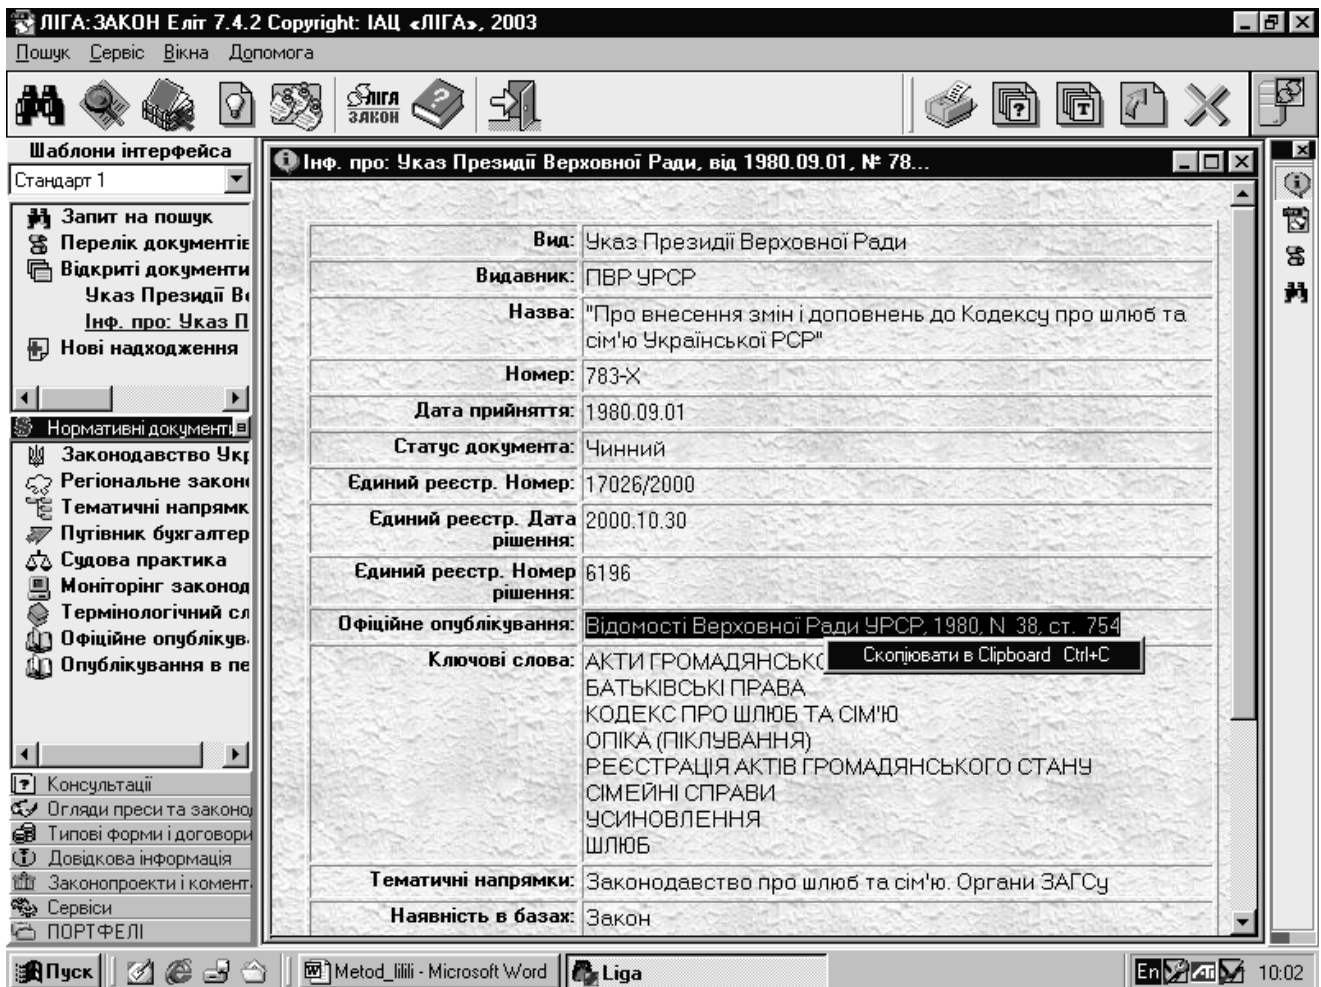 ЛІГА:ЗАКОН Еліт 7.4.2 Copyright: ІАЦ «ЛІГА», 2003
Пошук Сервіс Вікна Допомога
ЛІГА
ЗАКОН
Шаблони інтерфейса
Стандарт 1
Запит на пошук
Перелік документів
Відкриті документи
Указ Президії Ве
Інф. про: Указ П
Нові надходження
Нормативні документи
Законодавство Укр
Регіональне законо
Тематичні напрямк
Путівник бухгалтер
Судова практика
Моніторінг законод
Термінологічний сл
Офіційне опублікув
Опублікування в пе
Консультації
Огляди преси та законод
Типові форми і договори
Довідкова інформація
Законопроекти і комент
Сервіси
ПОРТФЕЛІ
Інф. про: Указ Президії Верховної Ради, від 1980.09.01, № 78...
Вид: Указ Президії Верховної Ради
Видавник: ПВР УРСР
Назва: "Про внесення змін і доповнень до Кодексу про шлюб та
сім'ю Української РСР"
Номер: 783-X
Дата прийняття: 1980.09.01
Статус документа: Чинний
Єдиний реєстр. Номер: 17026/2000
Єдиний реєстр. Дата рішення: 2000.10.30
Єдиний реєстр. Номер рішення: 6196
Офіційне опублікування: Відомості Верховної Ради УРСР, 1980, N 38, ст. 754
Скопіювати в Clipboard Ctrl+C
Ключові слова: АКТИ ГРОМАДЯНСЬКО
БАТЬКІВСЬКІ ПРАВА
КОДЕКС ПРО ШЛЮБ ТА СІМ'Ю
ОПІКА (ПІКЛУВАННЯ)
РЕЄСТРАЦІЯ АКТІВ ГРОМАДЯНСЬКОГО СТАНУ
СІМЕЙНІ СПРАВИ
УСИНОВЛЕННЯ
ШЛЮБ
Тематичні напрямки: Законодавство про шлюб та сім'ю. Органи ЗАГСу
Наявність в базах: Закон
Пуск
Metod_lilili - Microsoft Word
Liga
En
10:02